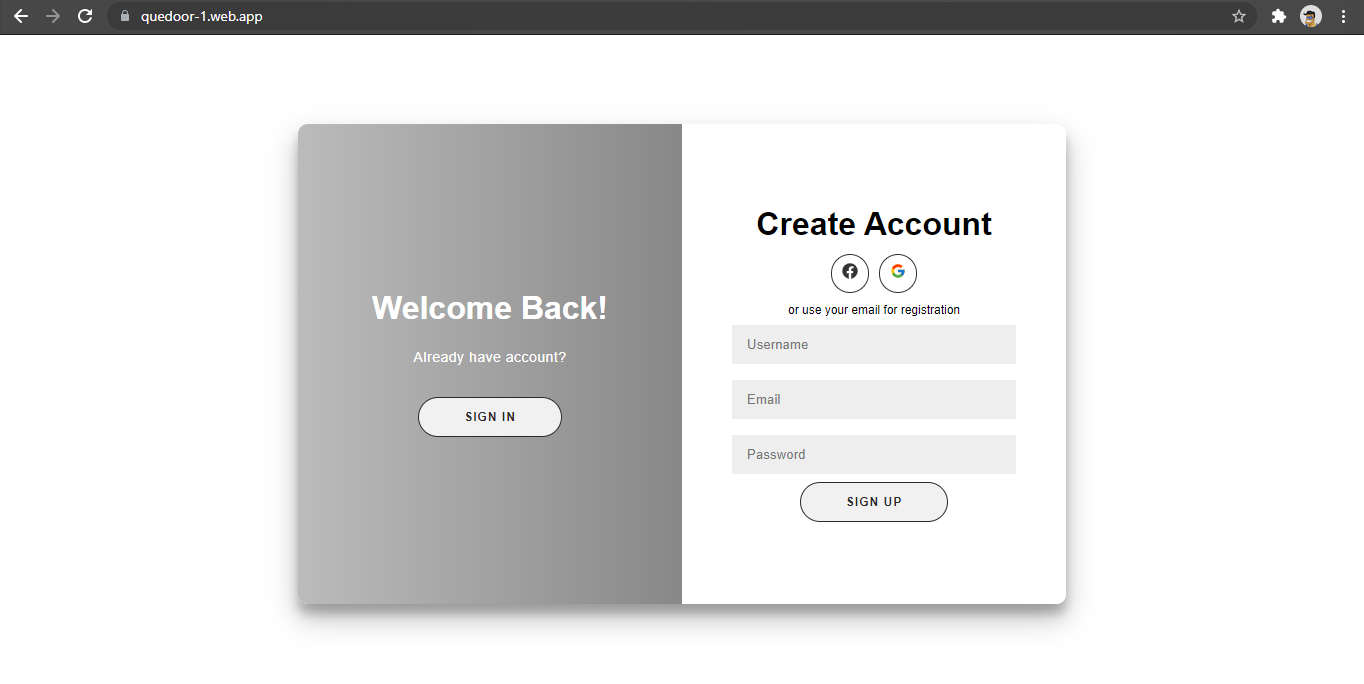 quedoor-1.web.app
Welcome Back!
Already have account?
SIGN IN
Create Account
or use your email for registration
Username
Email
Password
SIGN UP